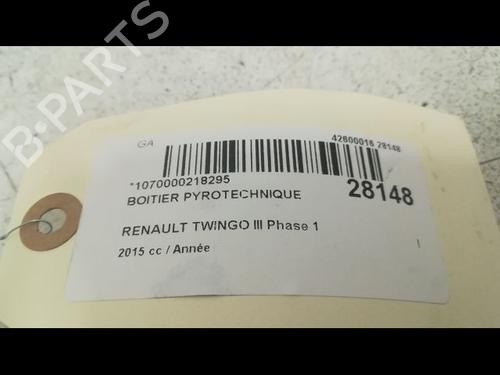 B-PARTS
GA
42600016 28148
*1070000218295
BOITIER PYROTECHNIQUE
28148
RENAULT TWINGO III Phase 1
2015 cc / Année